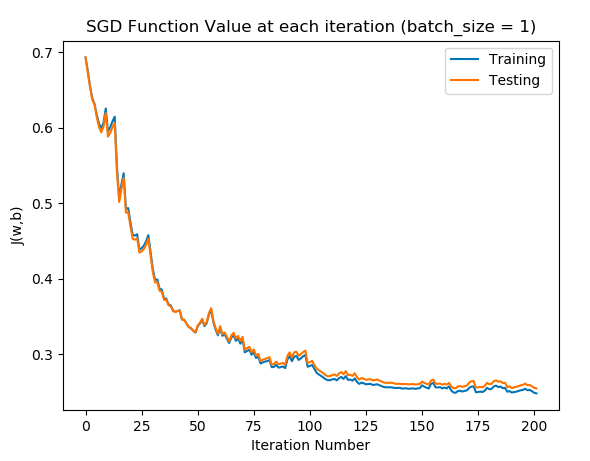 SGD Function Value at each iteration (batch_size = 1)
Training
Testing
J(w,b)
0.7
0.6
0.5
0.4
0.3
0
25
50
75
100
125
150
175
200
Iteration Number